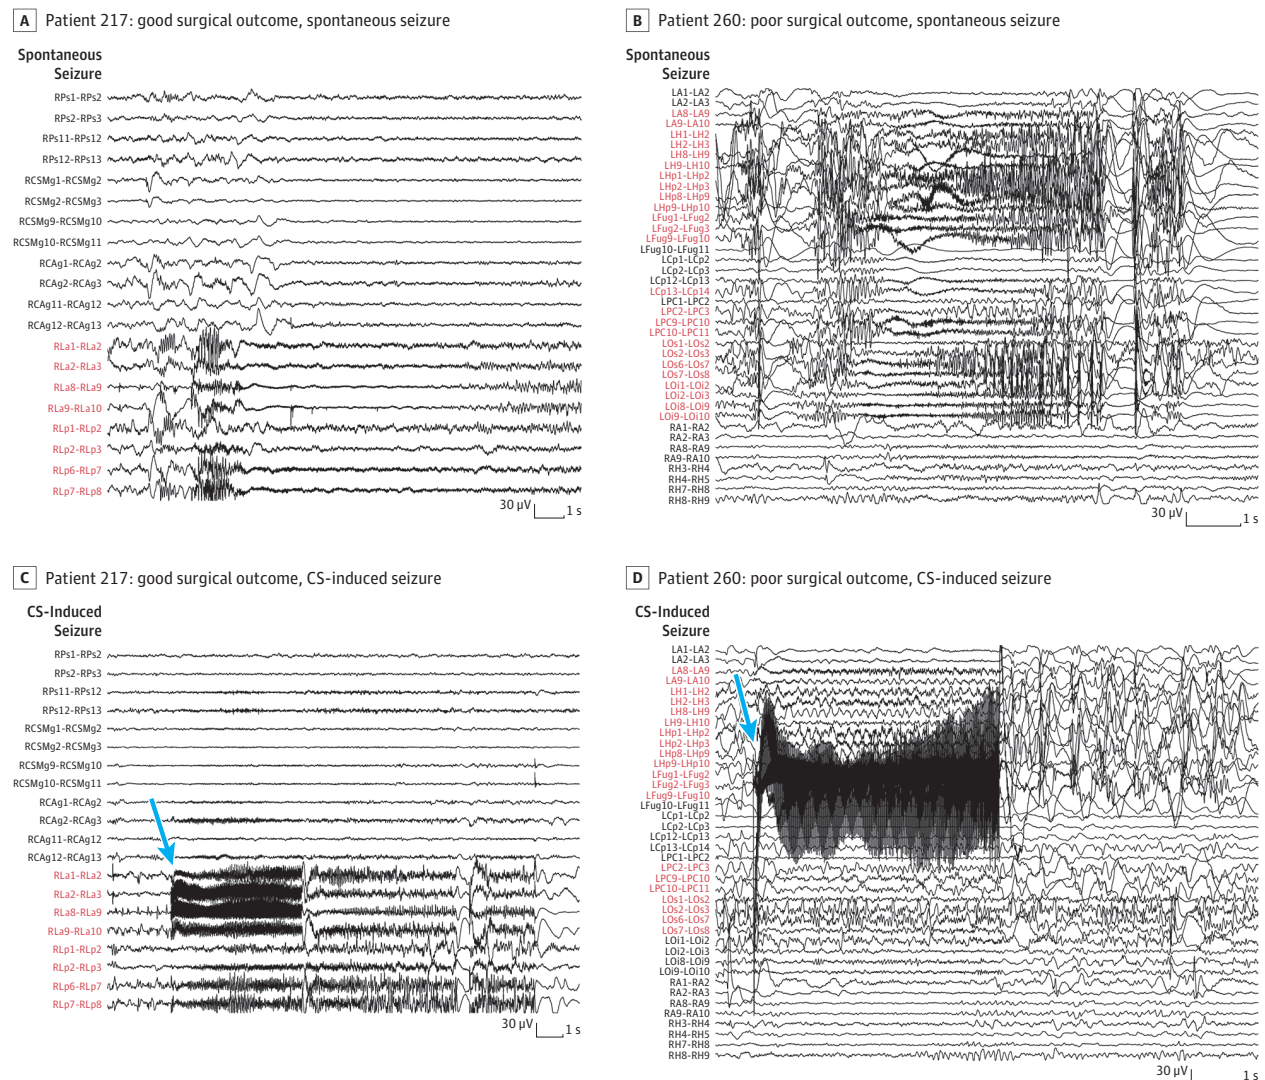 A Patient 217: good surgical outcome, spontaneous seizure
Spontaneous
Seizure
RPs1-RPs2
RPs2-RPs3
RPs11-RPs12
RPs12-RPs13
RCSMg1-RCSMg2
RCSMg2-RCSMg3
RCSMg9-RCSMg10
RCSMg10-RCSMg11
RCAg1-RCAg2
RCAg2-RCAg3
RCAg11-RCAg12
RCAg12-RCAg13
RLa1-RLa2
RLa2-RLa3
RLa8-RLa9
RLa9-RLa10
RLp1-RLp2
RLp2-RLp3
RLp6-RLp7
RLp7-RLp8
30 µV
1 s
B Patient 260: poor surgical outcome, spontaneous seizure
Spontaneous
Seizure
LA1-LA2
LA2-LA3
LA8-LA9
LA9-LA10
LH1-LH2
LH2-LH3
LH8-LH9
LH9-LH10
LHp1-LHp2
LHp2-LHp3
LHp8-LHp9
LHp9-LHp10
LFug1-LFug2
LFug2-LFug3
LFug9-LFug10
LFug10-LFug11
LCp1-LCp2
LCp2-LCp3
LCp12-LCp13
LCp13-LCp14
LPC1-LPC2
LPC2-LPC3
LPC9-LPC10
LPC10-LPC11
LOs1-LOs2
LOs2-LOs3
LOs6-LOs7
LOs7-LOs8
LOi1-LOi2
LOi2-LOi3
LOi8-LOi9
LOi9-LOi10
RA1-RA2
RA2-RA3
RA8-RA9
RA9-RA10
RH3-RH4
RH4-RH5
RH7-RH8
RH8-RH9
30 µV
1 s
C Patient 217: good surgical outcome, CS-induced seizure
CS-Induced
Seizure
RPs1-RPs2
RPs2-RPs3
RPs11-RPs12
RPs12-RPs13
RCSMg1-RCSMg2
RCSMg2-RCSMg3
RCSMg9-RCSMg10
RCSMg10-RCSMg11
RCAg1-RCAg2
RCAg2-RCAg3
RCAg11-RCAg12
RCAg12-RCAg13
RLa1-RLa2
RLa2-RLa3
RLa8-RLa9
RLa9-RLa10
RLp1-RLp2
RLp2-RLp3
RLp6-RLp7
RLp7-RLp8
30 µV
1 s
D Patient 260: poor surgical outcome, CS-induced seizure
CS-Induced
Seizure
LA1-LA2
LA2-LA3
LA8-LA9
LA9-LA10
LH1-LH2
LH2-LH3
LH8-LH9
LH9-LH10
LHp1-LHp2
LHp2-LHp3
LHp8-LHp9
LHp9-LHp10
LFug1-LFug2
LFug2-LFug3
LFug9-LFug10
LFug10-LFug11
LCp1-LCp2
LCp2-LCp3
LCp12-LCp13
LCp13-LCp14
LPC1-LPC2
LPC2-LPC3
LPC9-LPC10
LPC10-LPC11
LOs1-LOs2
LOs2-LOs3
LOs6-LOs7
LOs7-LOs8
LOi1-LOi2
LOi2-LOi3
LOi8-LOi9
LOi9-LOi10
RA1-RA2
RA2-RA3
RA8-RA9
RA9-RA10
RH3-RH4
RH4-RH5
RH7-RH8
RH8-RH9
30 µV
1 s